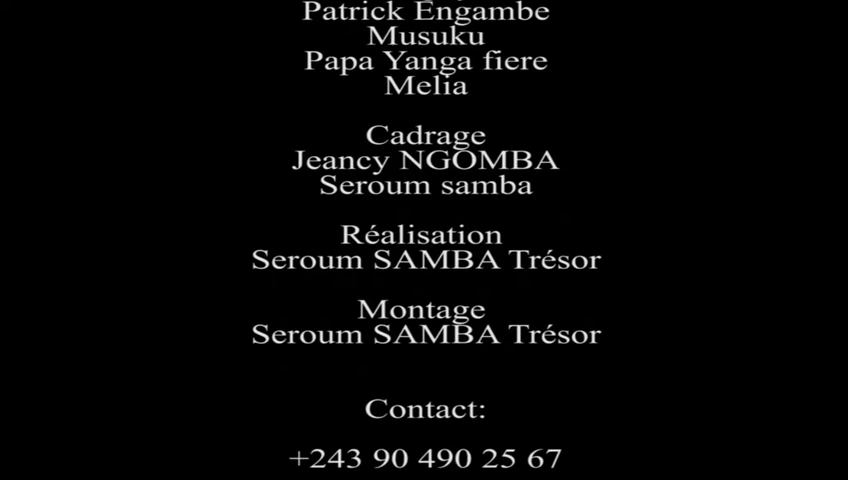 Patrick Engambe
Musuku
Papa Yanga fiere
Melia
Cadrage
Jeancy NGOMBA
Seroum samba
Réalisation
Seroum SAMBA Trésor
Montage
Seroum SAMBA Trésor
Contact:
+243 90 490 25 67